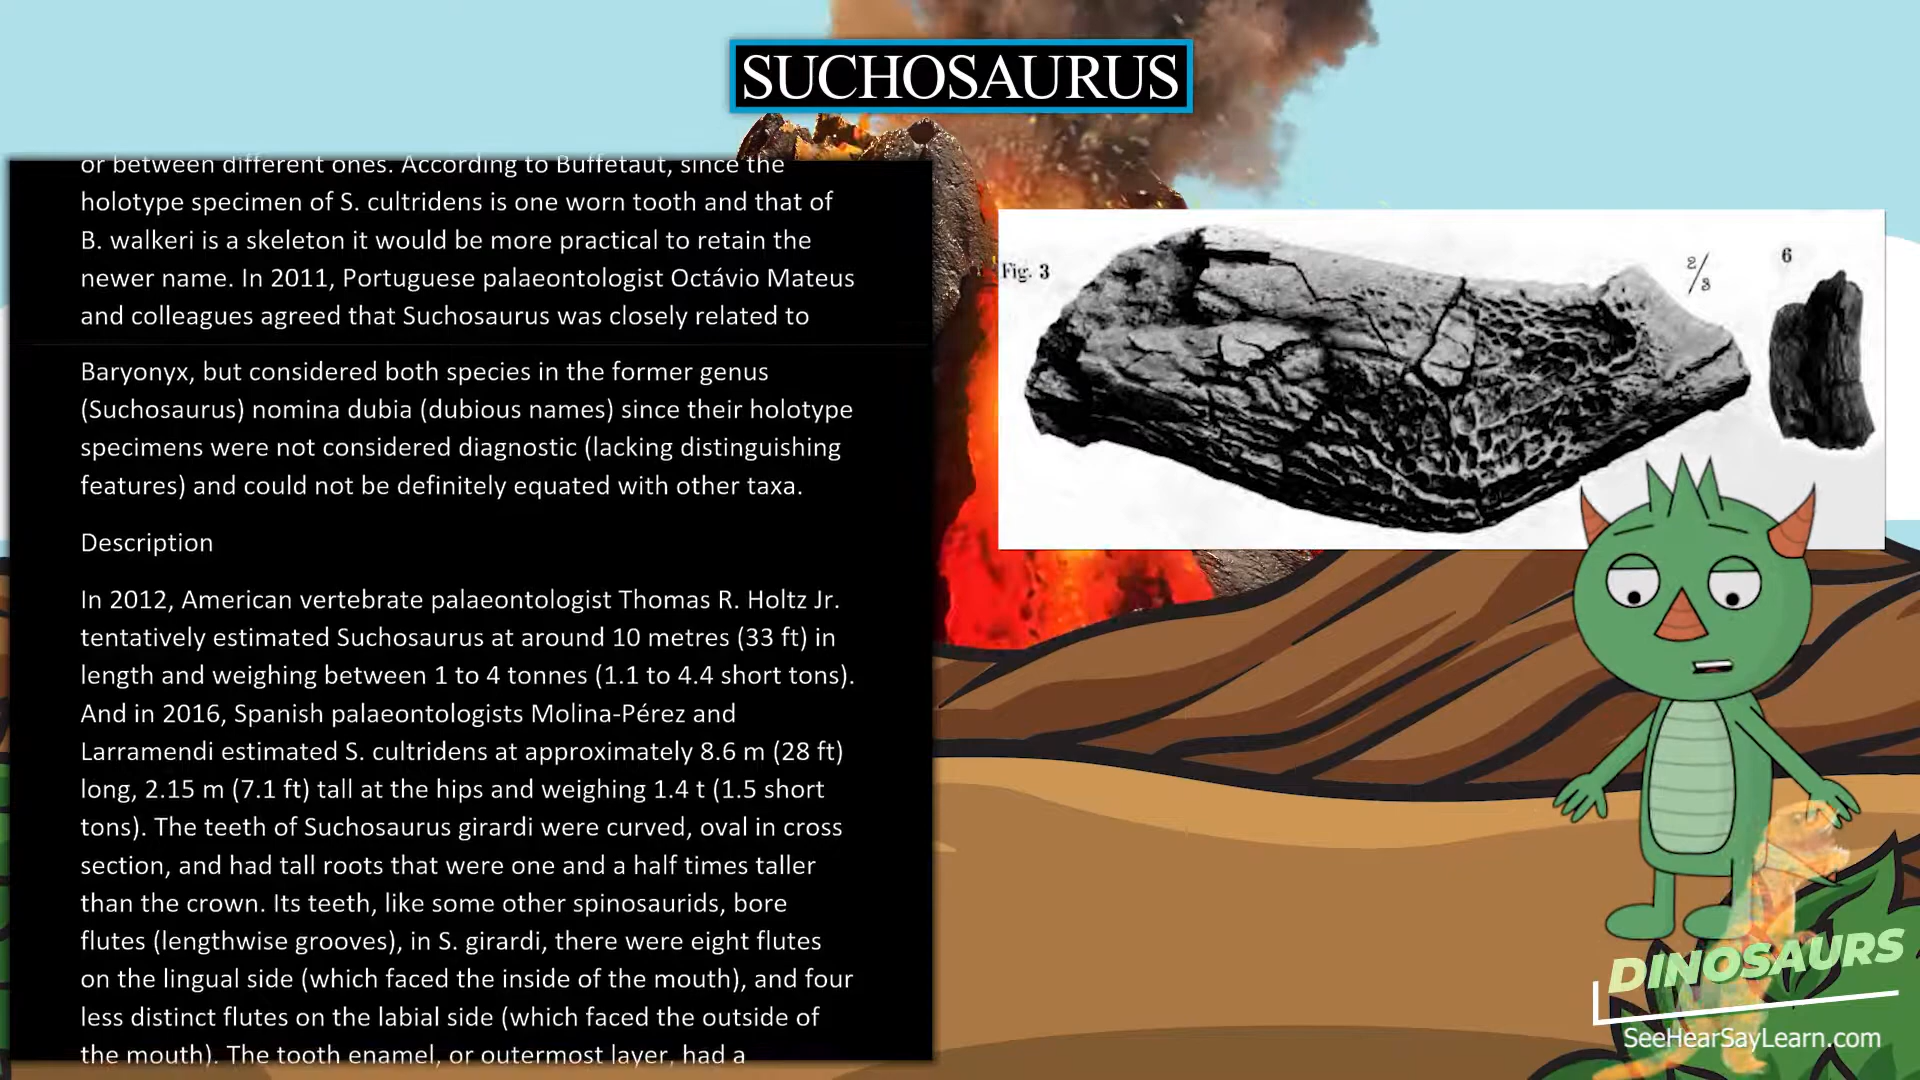 SUCHOSAURUS
or between different ones. According to Buffetaut, since the
holotype specimen of S. cultridens is one worn tooth and that of
B. walkeri is a skeleton it would be more practical to retain the
newer name. In 2011, Portuguese palaeontologist Octávio Mateus
and colleagues agreed that Suchosaurus was closely related to
Baryonyx, but considered both species in the former genus
(Suchosaurus) nomina dubia (dubious names) since their holotype
specimens were not considered diagnostic (lacking distinguishing
features) and could not be definitely equated with other taxa.
Description
In 2012, American vertebrate palaeontologist Thomas R. Holtz Jr.
tentatively estimated Suchosaurus at around 10 metres (33 ft) in
length and weighing between 1 to 4 tonnes (1.1 to 4.4 short tons).
And in 2016, Spanish palaeontologists Molina-Pérez and
Larramendi estimated S. cultridens at approximately 8.6 m (28 ft)
long, 2.15 m (7.1 ft) tall at the hips and weighing 1.4 t (1.5 short
tons). The teeth of Suchosaurus girardi were curved, oval in cross
section, and had tall roots that were one and a half times taller
than the crown. Its teeth, like some other spinosaurids, bore
flutes (lengthwise grooves), in S. girardi, there were eight flutes
on the lingual side (which faced the inside of the mouth), and four
less distinct flutes on the labial side (which faced the outside of
the mouth). The tooth enamel, or outermost layer, had a
Fig. 3
2/3
6
DINOSAURS
SeeHearSayLearn.com